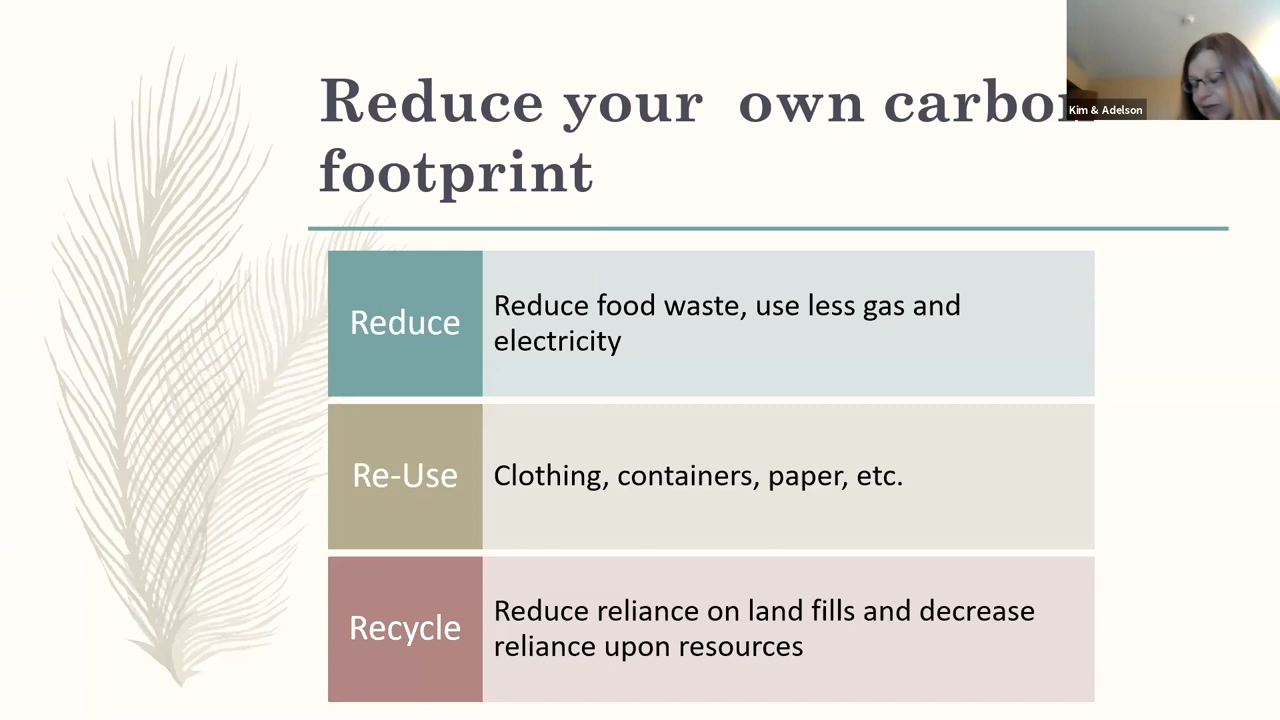 Reduce your own carbon
footprint
Kim & Adelson
Reduce
Reduce food waste, use less gas and
electricity
Re-Use
Clothing, containers, paper, etc.
Recycle
Reduce reliance on land fills and decrease
reliance upon resources